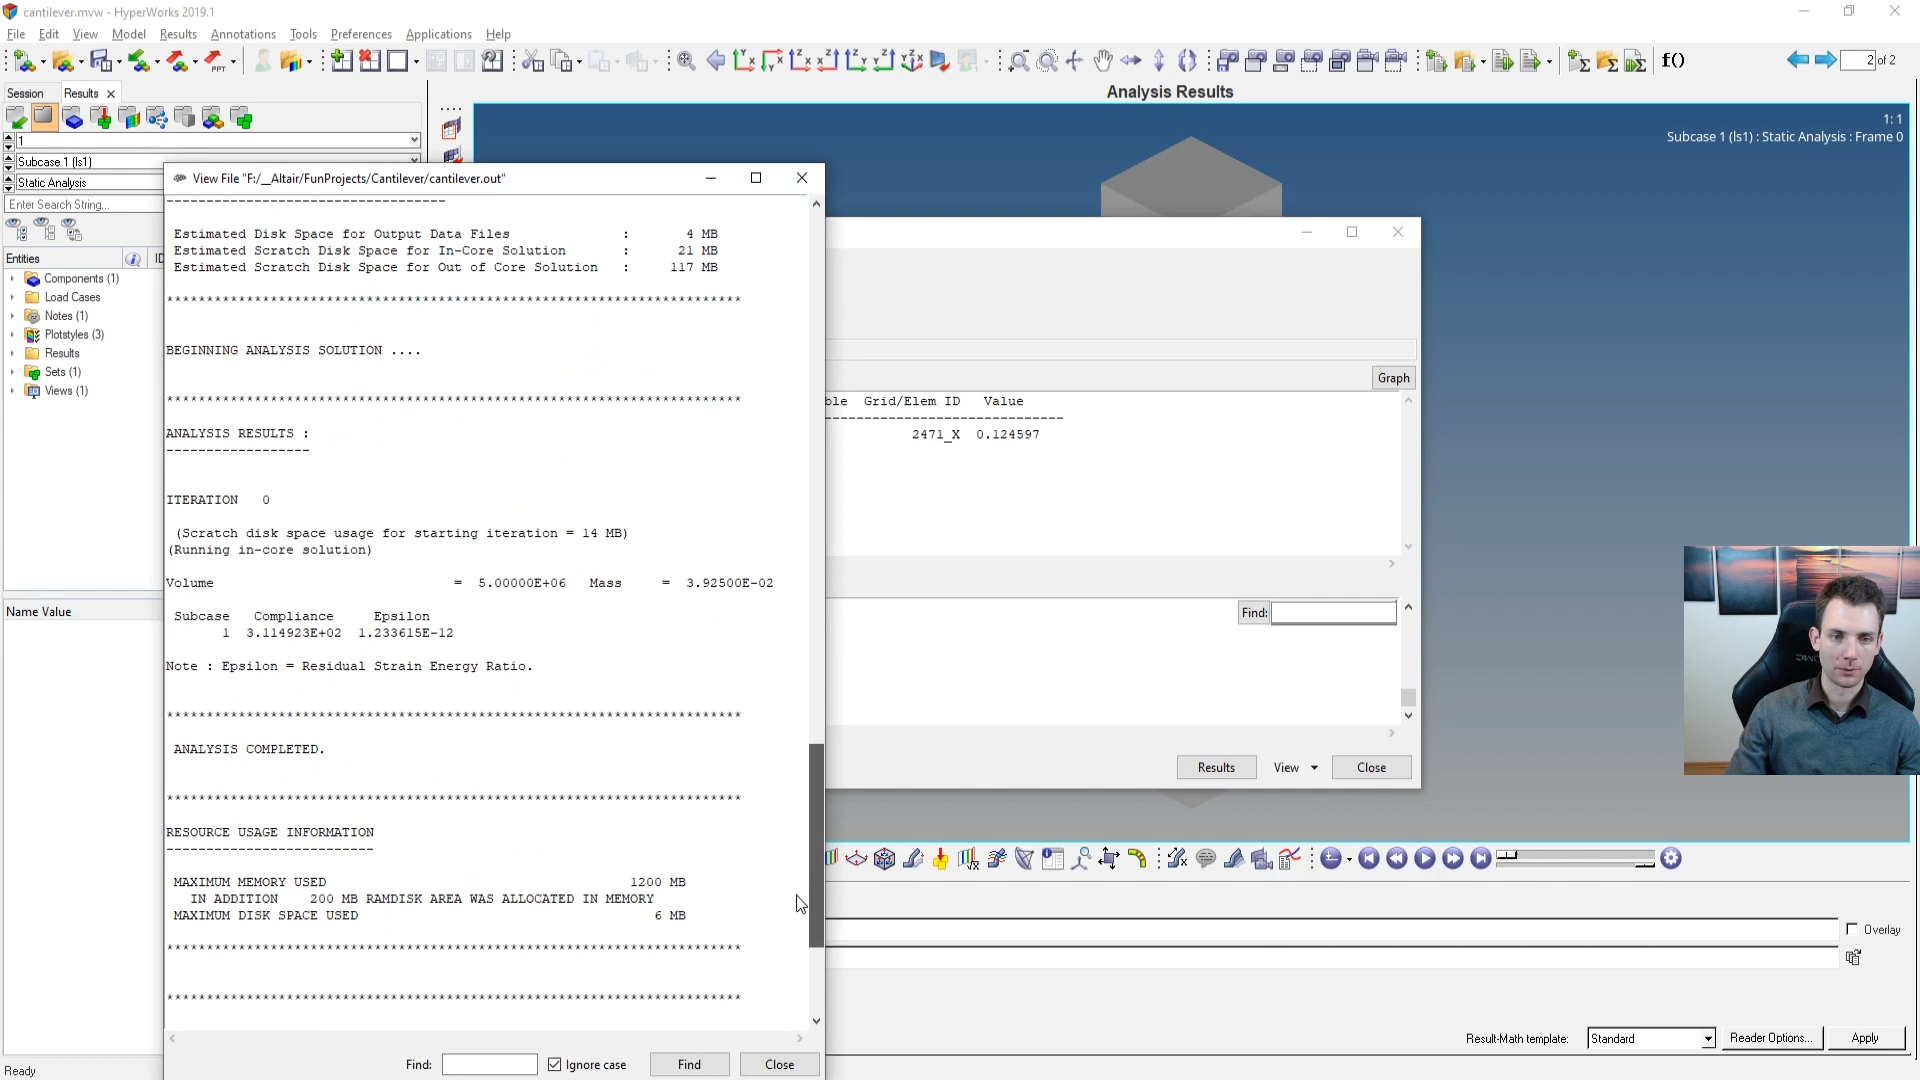 cantilever.mvw - HyperWorks 2019.1
File Edit View Model Results Annotations Tools Preferences Applications Help
PPT
f()
2 of 2
Session
Results
Analysis Results
1
1: 1
Subcase 1 (ls1) : Static Analysis : Frame 0
Subcase 1 (ls1)
Static Analysis
Enter Search String...
Entities
ID
Components (1)
Load Cases
Notes (1)
Plotstyles (3)
Results
Sets (1)
Views (1)
Name Value
View File "F:/__Altair/FunProjects/Cantilever/cantilever.out"
Estimated Disk Space for Output Data Files : 4 MB
Estimated Scratch Disk Space for In-Core Solution : 21 MB
Estimated Scratch Disk Space for Out of Core Solution : 117 MB
BEGINNING ANALYSIS SOLUTION ....
ANALYSIS RESULTS :
ITERATION 0
(Scratch disk space usage for starting iteration = 14 MB)
(Running in-core solution)
Volume = 5.00000E+06 Mass = 3.92500E-02
Subcase Compliance Epsilon
1 3.114923E+02 1.233615E-12
Note : Epsilon = Residual Strain Energy Ratio.
ANALYSIS COMPLETED.
RESOURCE USAGE INFORMATION
MAXIMUM MEMORY USED 1200 MB
IN ADDITION 200 MB RAMDISK AREA WAS ALLOCATED IN MEMORY
MAXIMUM DISK SPACE USED 6 MB
Find:
Ignore case
Find
Close
Graph
ble Grid/Elem ID Value
2471_X 0.124597
Find:
Results
View
Close
Overlay
Result-Math template:
Standard
Reader Options...
Apply
Ready